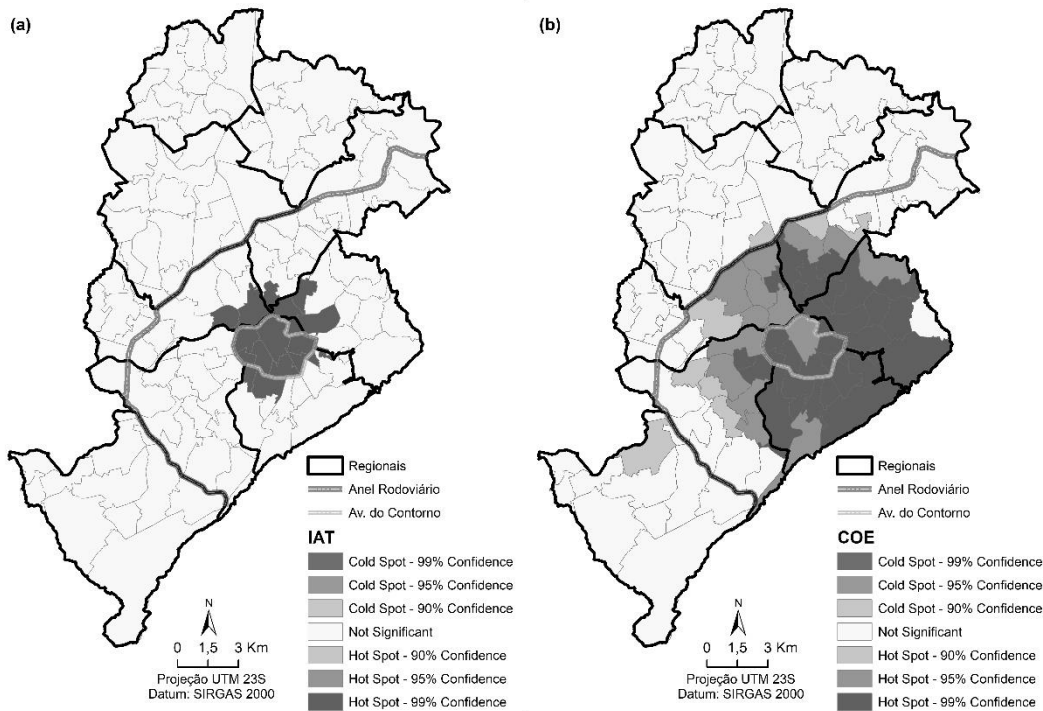 (a)
Regionais
Anel Rodoviário
Av. do Contorno
IAT
Cold Spot - 99% Confidence
Cold Spot - 95% Confidence
Cold Spot - 90% Confidence
Not Significant
Hot Spot - 90% Confidence
Hot Spot - 95% Confidence
Hot Spot - 99% Confidence
N
0 1,5 3 Km
Projeção UTM 23S
Datum: SIRGAS 2000
(b)
Regionais
Anel Rodoviário
Av. do Contorno
COE
Cold Spot - 99% Confidence
Cold Spot - 95% Confidence
Cold Spot - 90% Confidence
Not Significant
Hot Spot - 90% Confidence
Hot Spot - 95% Confidence
Hot Spot - 99% Confidence
N
0 1,5 3 Km
Projeção UTM 23S
Datum: SIRGAS 2000